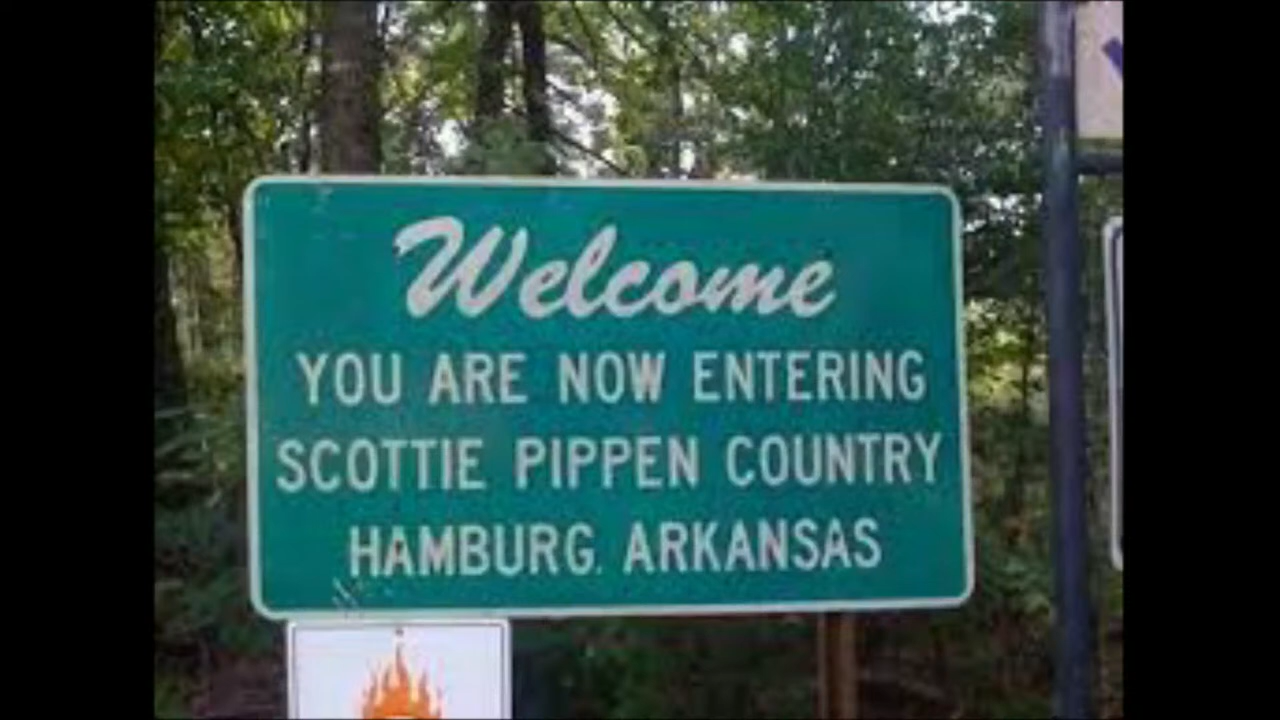 Welcome
YOU ARE NOW ENTERING
SCOTTIE PIPPEN COUNTRY
HAMBURG, ARKANSAS